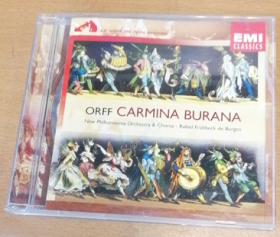 EMI
CLASSICS
ORFF CARMINA BURANA
New Philharmonia Orchestra & Chorus · Rafael Frühbeck de Burgos